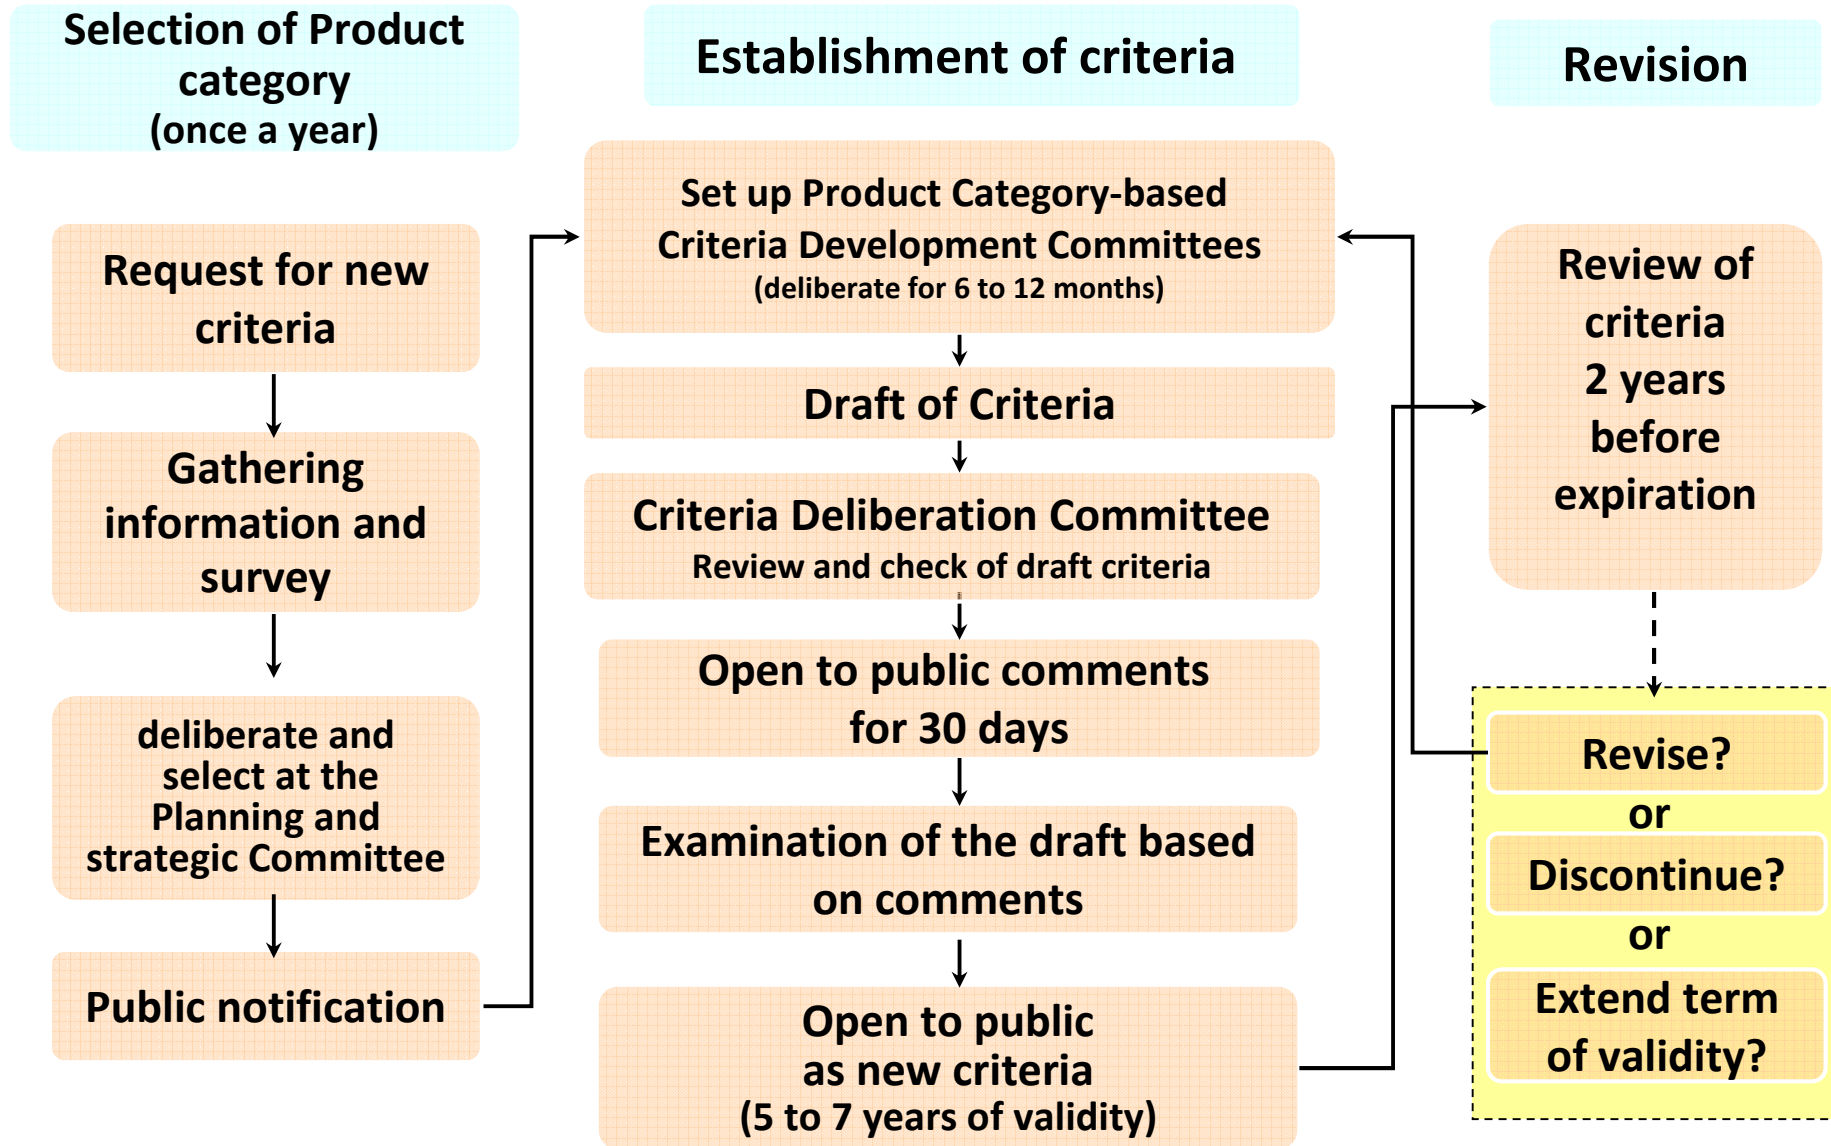 Selection of Product
category
(once a year)
Request for new
criteria
Gathering
information and
survey
deliberate and
select at the
Planning and
strategic Committee
Public notification
Establishment of criteria
Set up Product Category-based
Criteria Development Committees
(deliberate for 6 to 12 months)
Draft of Criteria
Criteria Deliberation Committee
Review and check of draft criteria
Open to public comments
for 30 days
Examination of the draft based
on comments
Open to public
as new criteria
(5 to 7 years of validity)
Revision
Review of
criteria
2 years
before
expiration
Revise?
or
Discontinue?
or
Extend term
of validity?